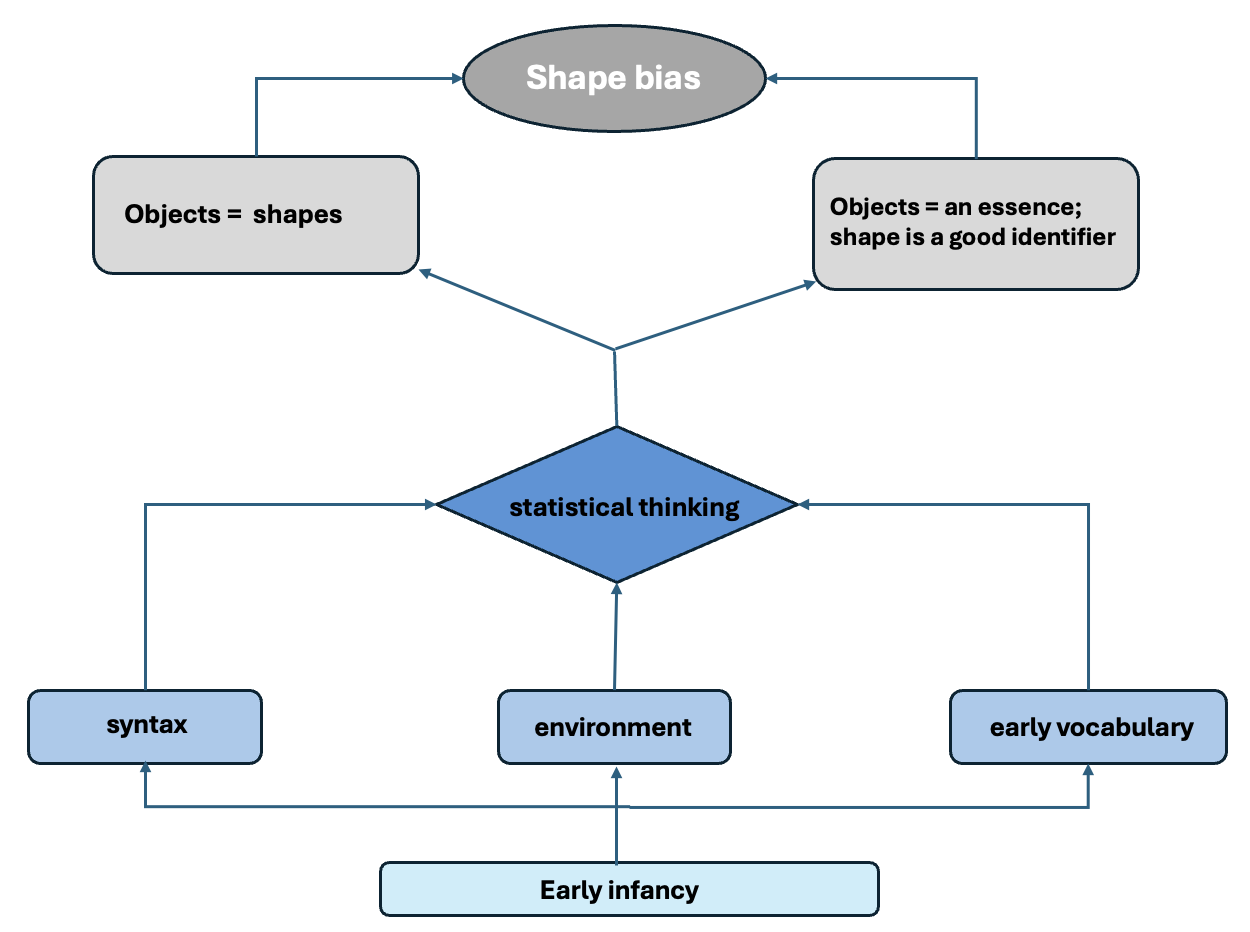 Shape bias
Objects = shapes
Objects = an essence;
shape is a good identifier
statistical thinking
syntax
environment
early vocabulary
Early infancy